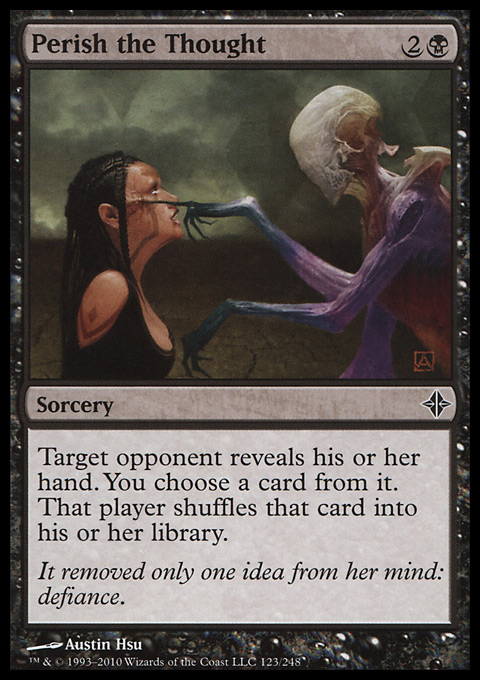 Perish the Thought
2
Sorcery
Target opponent reveals his or her
hand. You choose a card from it.
That player shuffles that card into
his or her library.
It removed only one idea from her mind:
defiance.
Austin Hsu
™ & © 1993–2010 Wizards of the Coast LLC 123/248